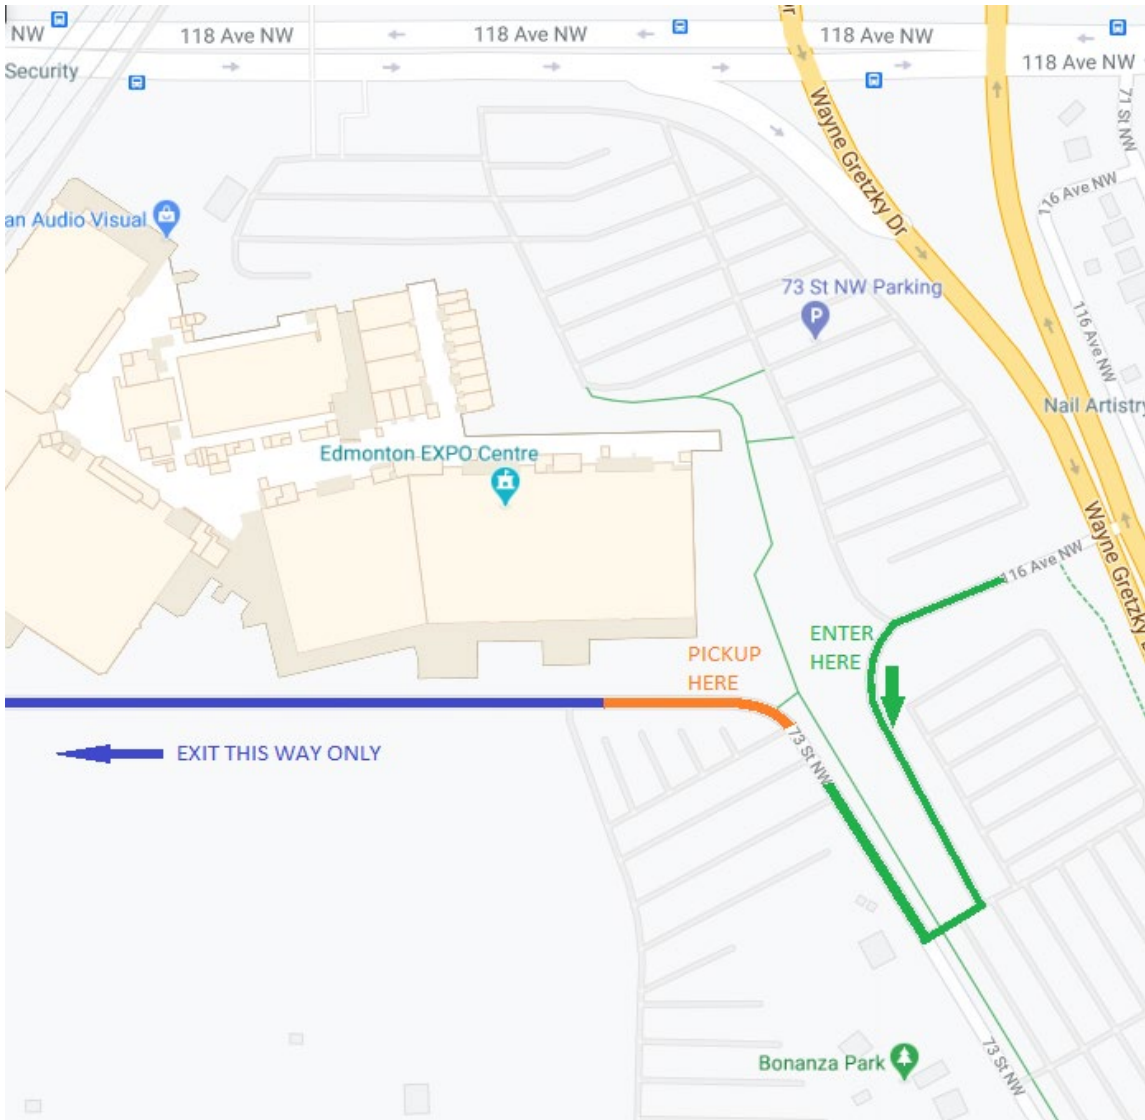 NW
118 Ave NW
118 Ave NW
118 Ave NW
118 Ave NW
Security
Wayne Gretzky Dr
71 St NW
116 Ave NW
an Audio Visual
73 St NW Parking
P
116 Ave NW
Nail Artistry
Edmonton EXPO Centre
Wayne Gretzky
116 Ave NW
ENTER
HERE
PICKUP
HERE
73 St NW
EXIT THIS WAY ONLY
Bonanza Park
73 St NW